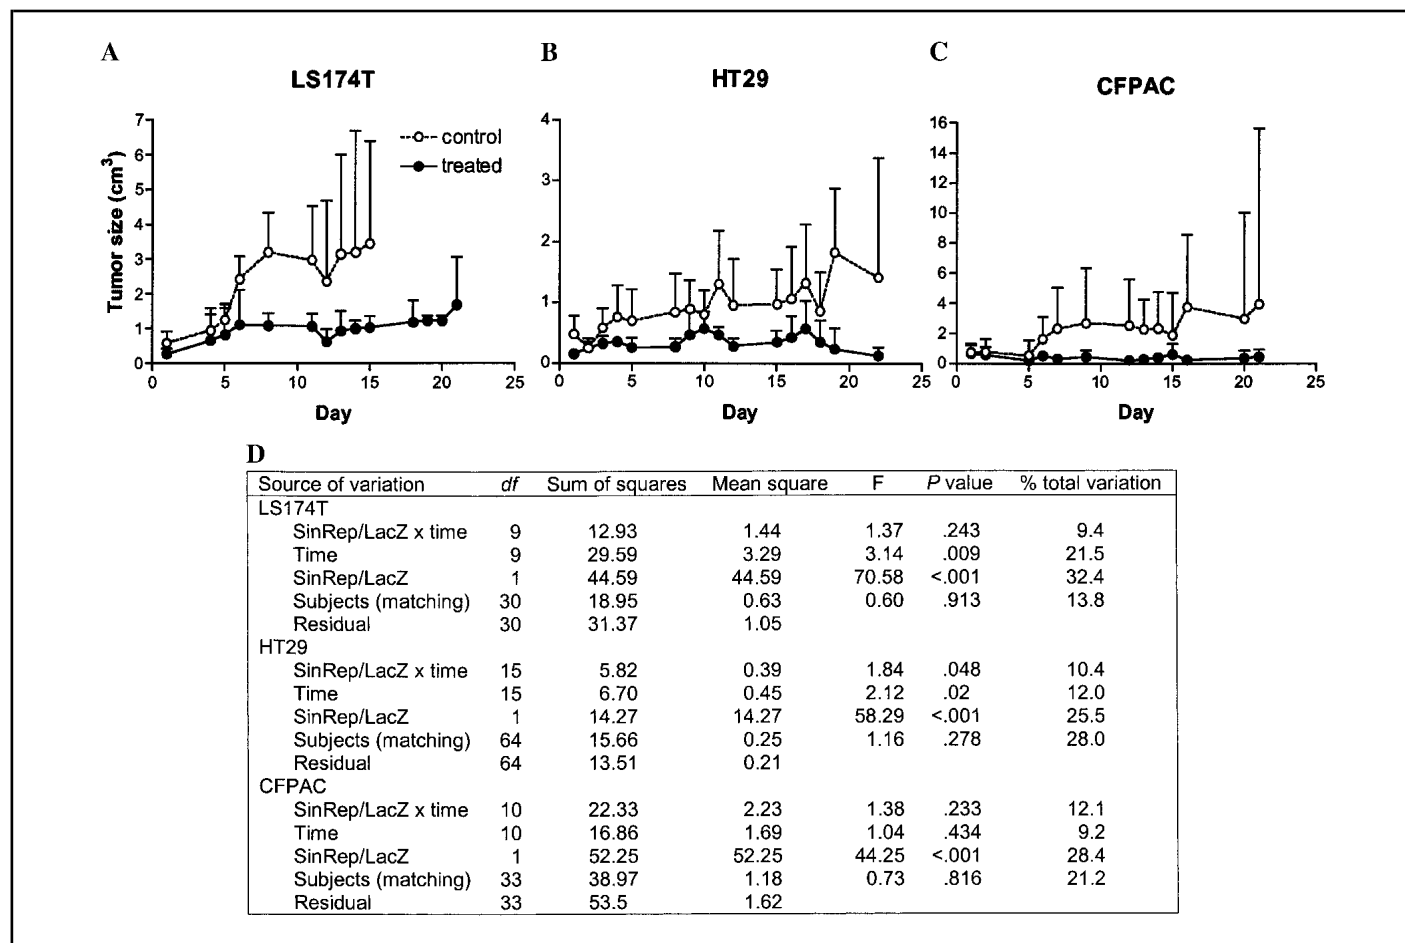 A B C
LS174T HT29 CFPAC
control
treated
Tumor size (cm³)
7
6
5
4
3
2
1
0
0 5 10 15 20 25
Day
4
3
2
1
0
0 5 10 15 20 25
Day
16
14
12
10
8
6
4
2
0
0 5 10 15 20 25
Day
D
Source of variation df Sum of squares Mean square F P value % total variation
LS174T
SinRep/LacZ x time 9 12.93 1.44 1.37 .243 9.4
Time 9 29.59 3.29 3.14 .009 21.5
SinRep/LacZ 1 44.59 44.59 70.58 <.001 32.4
Subjects (matching) 30 18.95 0.63 0.60 .913 13.8
Residual 30 31.37 1.05
HT29
SinRep/LacZ x time 15 5.82 0.39 1.84 .048 10.4
Time 15 6.70 0.45 2.12 .02 12.0
SinRep/LacZ 1 14.27 14.27 58.29 <.001 25.5
Subjects (matching) 64 15.66 0.25 1.16 .278 28.0
Residual 64 13.51 0.21
CFPAC
SinRep/LacZ x time 10 22.33 2.23 1.38 .233 12.1
Time 10 16.86 1.69 1.04 .434 9.2
SinRep/LacZ 1 52.25 52.25 44.25 <.001 28.4
Subjects (matching) 33 38.97 1.18 0.73 .816 21.2
Residual 33 53.5 1.62